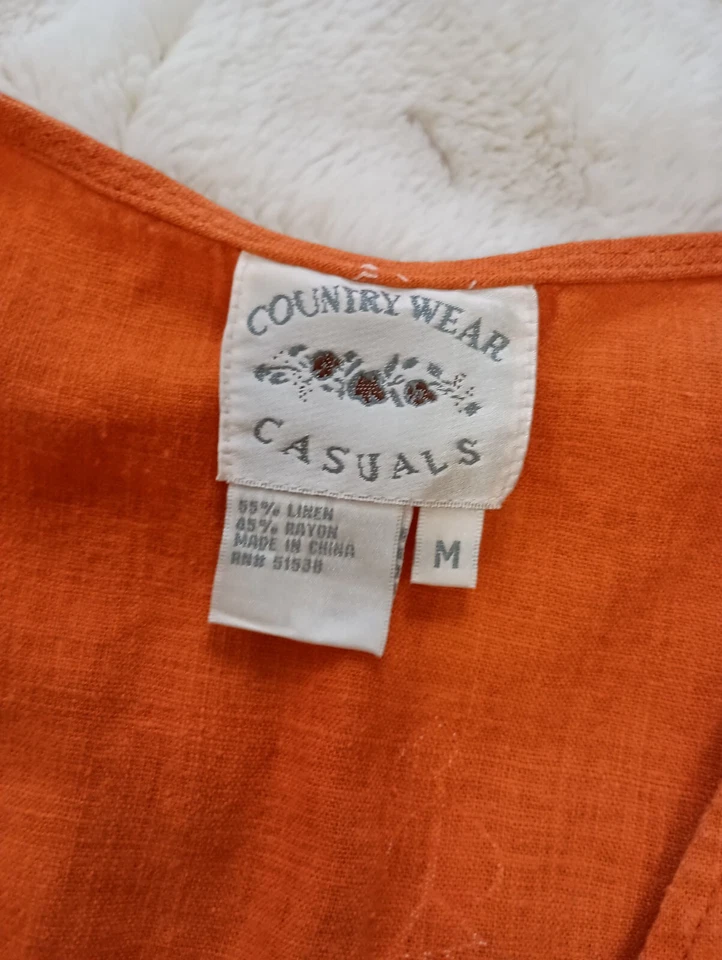 COUNTRY WEAR
CASUALS
55% LINEN
45% RAYON
MADE IN CHINA
RN# 51538
M